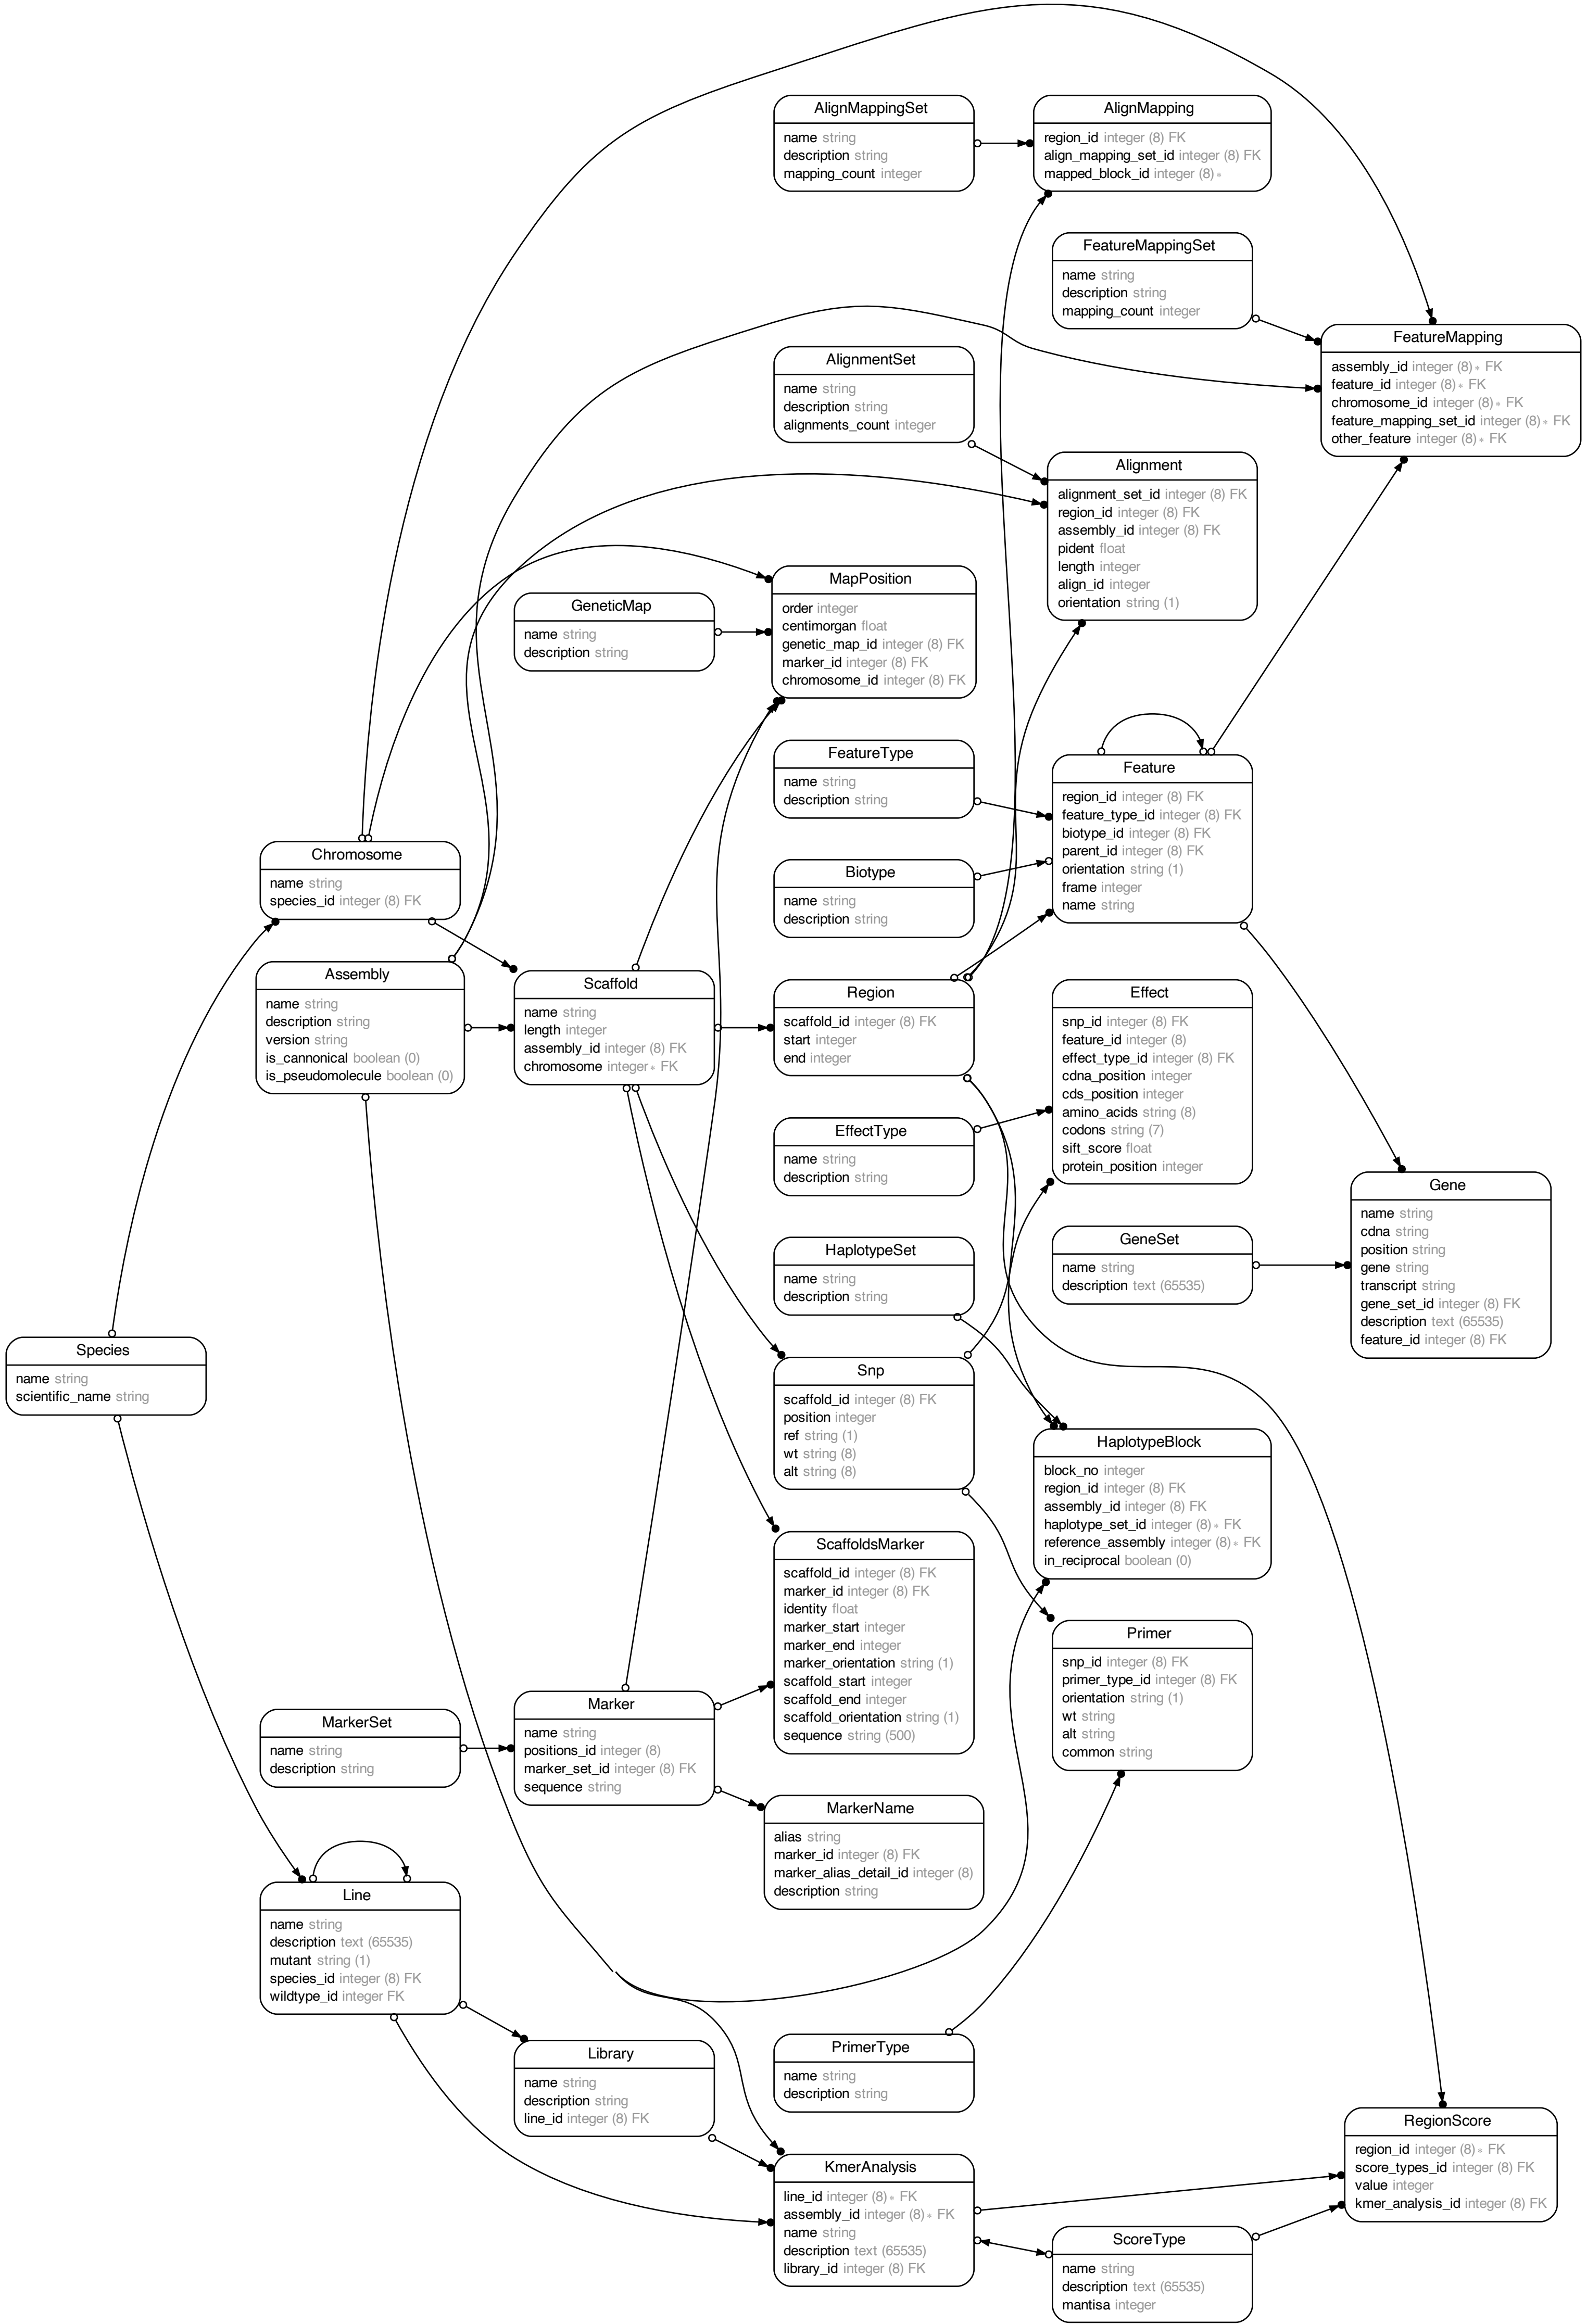 AlignMappingSet
name string
description string
mapping_count integer
AlignMapping
region_id integer (8) FK
align_mapping_set_id integer (8) FK
mapped_block_id integer (8)∗
FeatureMappingSet
name string
description string
mapping_count integer
FeatureMapping
assembly_id integer (8)∗ FK
feature_id integer (8)∗ FK
chromosome_id integer (8)∗ FK
feature_mapping_set_id integer (8)∗ FK
other_feature integer (8)∗ FK
AlignmentSet
name string
description string
alignments_count integer
Alignment
alignment_set_id integer (8) FK
region_id integer (8) FK
assembly_id integer (8) FK
pident float
length integer
align_id integer
orientation string (1)
MapPosition
order integer
centimorgan float
genetic_map_id integer (8) FK
marker_id integer (8) FK
chromosome_id integer (8) FK
GeneticMap
name string
description string
FeatureType
name string
description string
Feature
region_id integer (8) FK
feature_type_id integer (8) FK
biotype_id integer (8) FK
parent_id integer (8) FK
orientation string (1)
frame integer
name string
Biotype
name string
description string
Chromosome
name string
species_id integer (8) FK
Assembly
name string
description string
version string
is_cannonical boolean (0)
is_pseudomolecule boolean (0)
Scaffold
name string
length integer
assembly_id integer (8) FK
chromosome integer∗ FK
Region
scaffold_id integer (8) FK
start integer
end integer
Effect
snp_id integer (8) FK
feature_id integer (8)
effect_type_id integer (8) FK
cdna_position integer
cds_position integer
amino_acids string (8)
codons string (7)
sift_score float
protein_position integer
EffectType
name string
description string
Gene
name string
cdna string
position string
gene string
transcript string
gene_set_id integer (8) FK
description text (65535)
feature_id integer (8) FK
GeneSet
name string
description text (65535)
HaplotypeSet
name string
description string
Species
name string
scientific_name string
Snp
scaffold_id integer (8) FK
position integer
ref string (1)
wt string (8)
alt string (8)
HaplotypeBlock
block_no integer
region_id integer (8) FK
assembly_id integer (8) FK
haplotype_set_id integer (8)∗ FK
reference_assembly integer (8)∗ FK
in_reciprocal boolean (0)
ScaffoldsMarker
scaffold_id integer (8) FK
marker_id integer (8) FK
identity float
marker_start integer
marker_end integer
marker_orientation string (1)
scaffold_start integer
scaffold_end integer
scaffold_orientation string (1)
sequence string (500)
Primer
snp_id integer (8) FK
primer_type_id integer (8) FK
orientation string (1)
wt string
alt string
common string
MarkerSet
name string
description string
Marker
name string
positions_id integer (8)
marker_set_id integer (8) FK
sequence string
MarkerName
alias string
marker_id integer (8) FK
marker_alias_detail_id integer (8)
description string
Line
name string
description text (65535)
mutant string (1)
species_id integer (8) FK
wildtype_id integer FK
Library
name string
description string
line_id integer (8) FK
PrimerType
name string
description string
KmerAnalysis
line_id integer (8)∗ FK
assembly_id integer (8)∗ FK
name string
description text (65535)
library_id integer (8) FK
RegionScore
region_id integer (8)∗ FK
score_types_id integer (8) FK
value integer
kmer_analysis_id integer (8) FK
ScoreType
name string
description text (65535)
mantisa integer